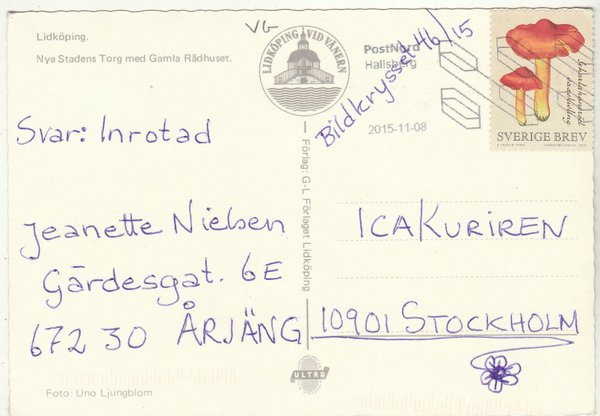 Lidköping.
Nya Stadens Torg med Gamla Rådhuset.
VG
LIDKÖPING VID VÄNERN
PostNord
Hallsberg
2015-11-08
Bildkrysset 46/15
SVERIGE BREV
Svar: Inrotad
Jeanette Nielsen
Gärdesgat. 6E
672 30 ÅRJÄNG
Förlag: G-L Förlaget Lidköping
ICAKURIREN
10901 STOCKHOLM
ULTRA
Foto: Uno Ljungblom